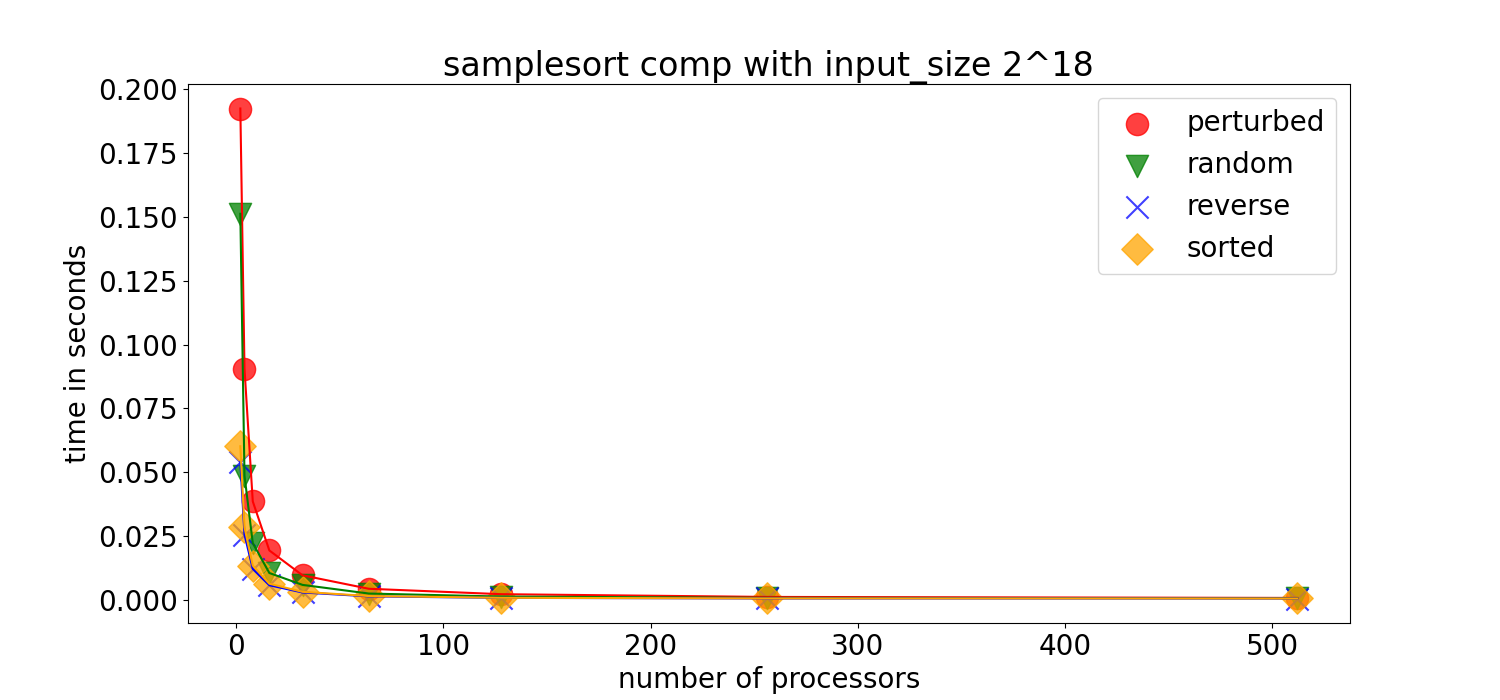 samplesort comp with input_size 2^18
time in seconds
0.200
0.175
0.150
0.125
0.100
0.075
0.050
0.025
0.000
0 100 200 300 400 500
number of processors
perturbed
random
reverse
sorted